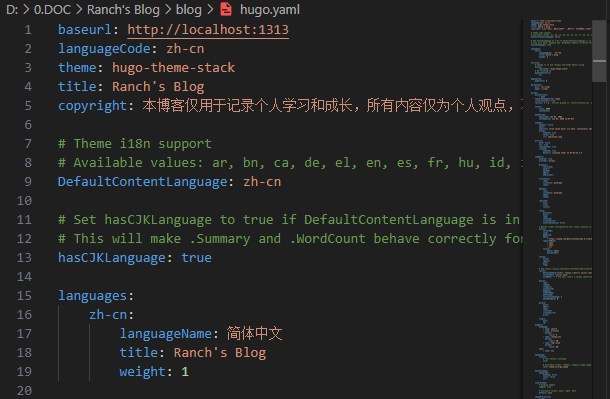 D: > 0.DOC > Ranch's Blog > blog > hugo.yaml
1 baseurl: http://localhost:1313
2 languageCode: zh-cn
3 theme: hugo-theme-stack
4 title: Ranch's Blog
5 copyright: 本博客仅用于记录个人学习和成长，所有内容仅为个人观点，
6
7 # Theme i18n support
8 # Available values: ar, bn, ca, de, el, en, es, fr, hu, id,
9 DefaultContentLanguage: zh-cn
10
11 # Set hasCJKLanguage to true if DefaultContentLanguage is in
12 # This will make .Summary and .WordCount behave correctly for
13 hasCJKLanguage: true
14
15 languages:
16 zh-cn:
17 languageName: 简体中文
18 title: Ranch's Blog
19 weight: 1
20